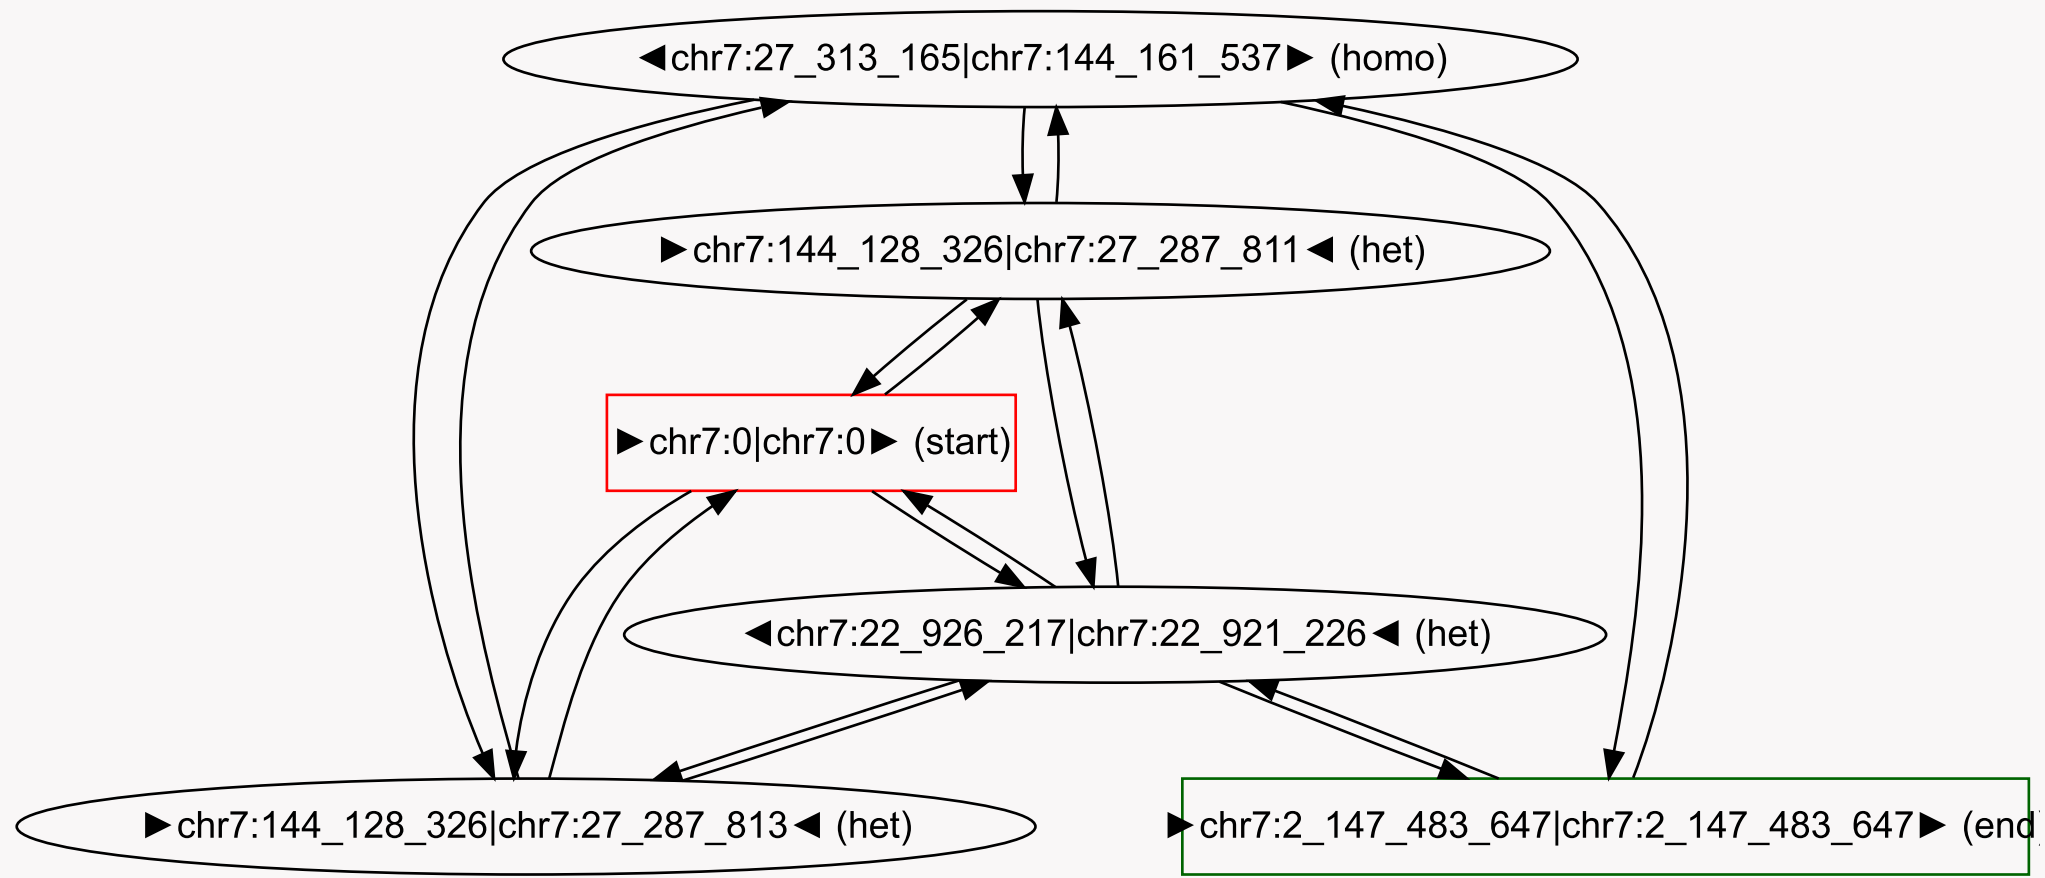 ◀chr7:27_313_165|chr7:144_161_537▶ (homo)
▶chr7:144_128_326|chr7:27_287_811◀ (het)
▶chr7:0|chr7:0▶ (start)
◀chr7:22_926_217|chr7:22_921_226◀ (het)
▶chr7:144_128_326|chr7:27_287_813◀ (het)
▶chr7:2_147_483_647|chr7:2_147_483_647▶ (end)